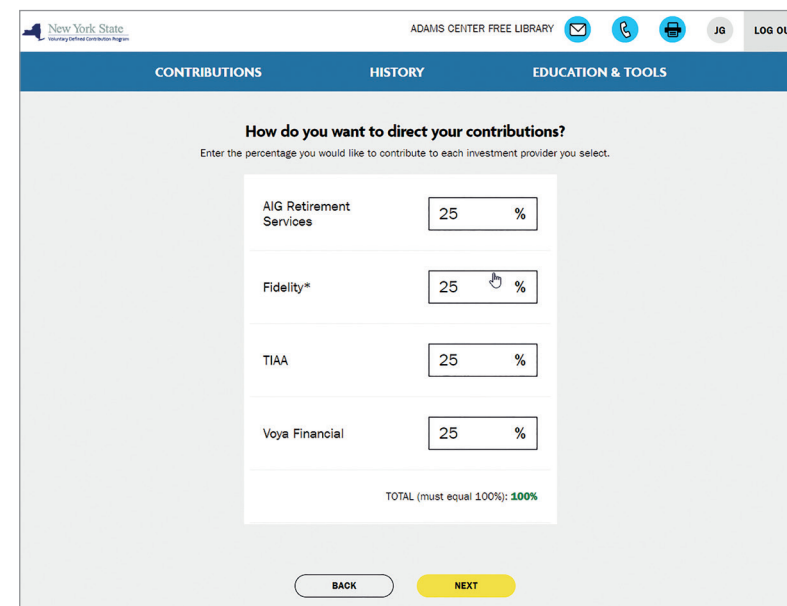 New York State
Voluntary Defined Contribution Program
ADAMS CENTER FREE LIBRARY
JG
LOG OU
CONTRIBUTIONS HISTORY EDUCATION & TOOLS
How do you want to direct your contributions?
Enter the percentage you would like to contribute to each investment provider you select.
AIG Retirement
Services
25 %
Fidelity*
25 %
TIAA
25 %
Voya Financial
25 %
TOTAL (must equal 100%): 100%
BACK NEXT